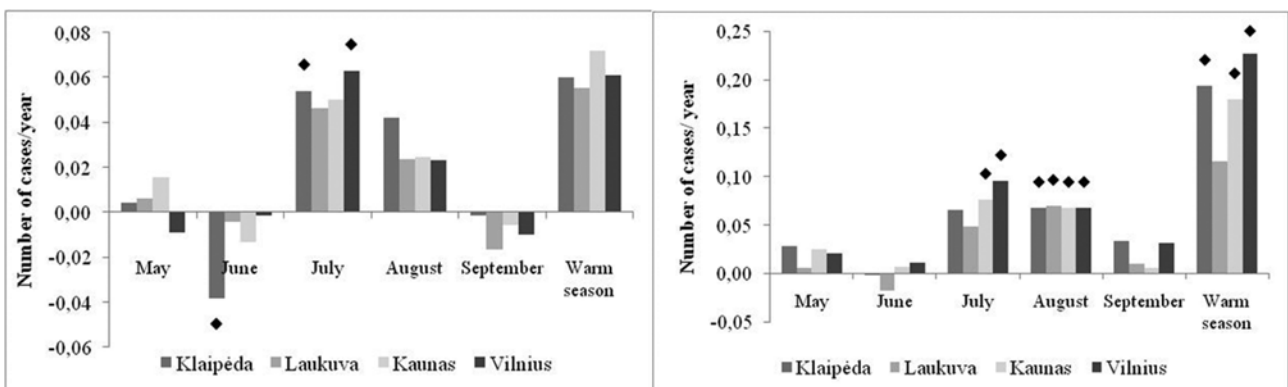 Number of cases/year
0,08
0,06
0,04
0,02
0,00
-0,02
-0,04
-0,06
May
June
July
August
September
Warm
season
Klaipėda
Laukuva
Kaunas
Vilnius
Number of cases/ year
0,25
0,20
0,15
0,10
0,05
0,00
-0,05
May
June
July
August
September
Warm
season
Klaipėda
Laukuva
Kaunas
Vilnius